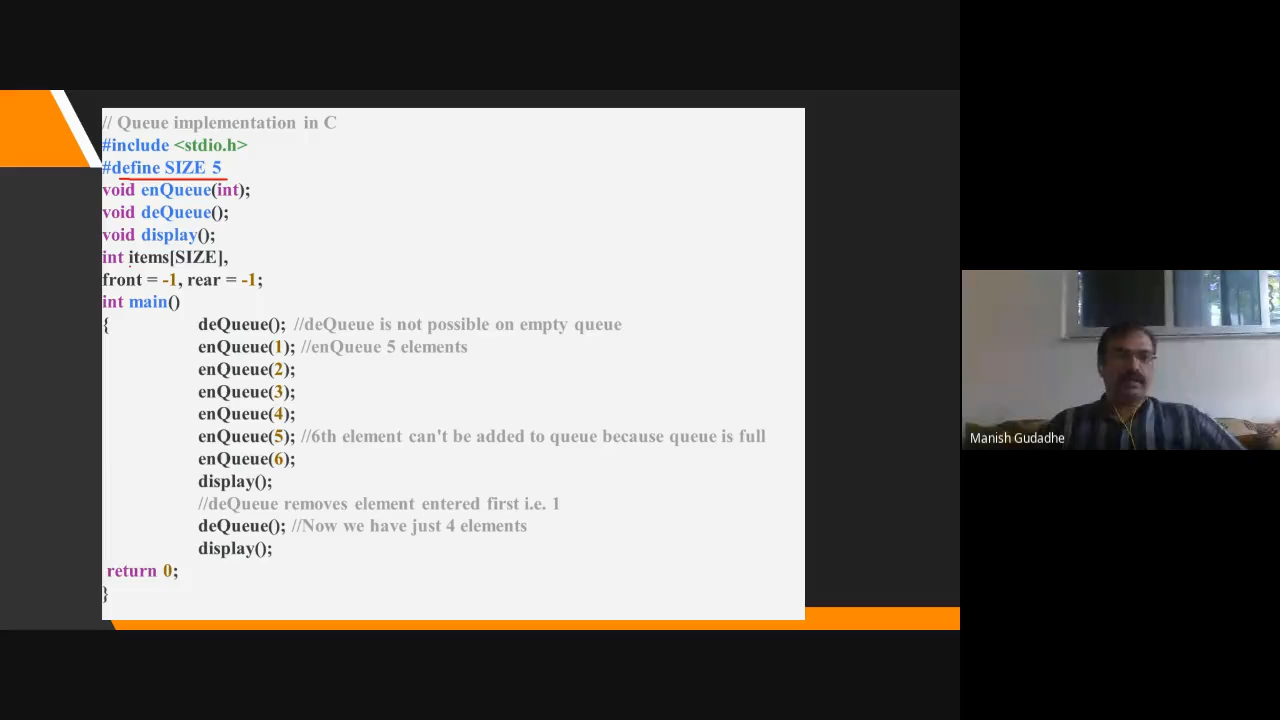 // Queue implementation in C
#include <stdio.h>
#define SIZE 5
void enQueue(int);
void deQueue();
void display();
int items[SIZE],
front = -1, rear = -1;
int main()
{ deQueue(); //deQueue is not possible on empty queue
enQueue(1); //enQueue 5 elements
enQueue(2);
enQueue(3);
enQueue(4);
enQueue(5); //6th element can't be added to queue because queue is full
enQueue(6);
display();
//deQueue removes element entered first i.e. 1
deQueue(); //Now we have just 4 elements
display();
return 0;
}
Manish Gudadhe